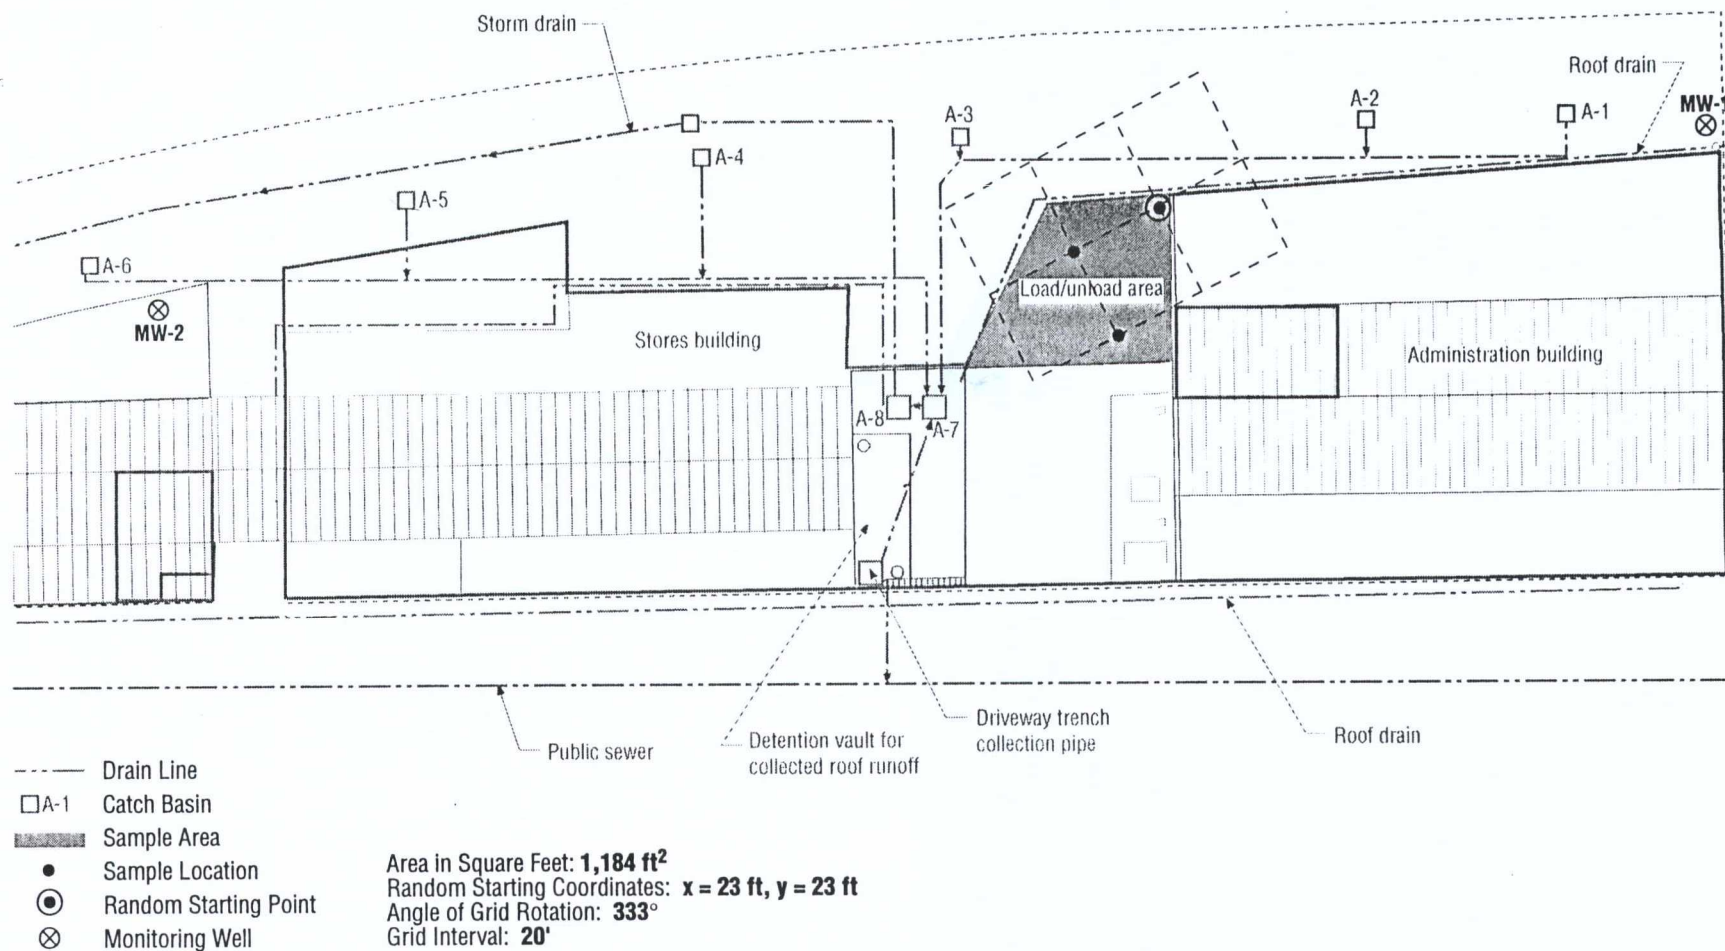 Storm drain
Roof drain
A-3
A-2
A-1
MW-1
A-4
A-5
A-6
MW-2
Load/unload area
Stores building
Administration building
A-8
A-7
Public sewer
Detention vault for
collected roof runoff
Driveway trench
collection pipe
Roof drain
Drain Line
A-1 Catch Basin
Sample Area
Sample Location
Random Starting Point
Monitoring Well
Area in Square Feet: 1,184 ft²
Random Starting Coordinates: x = 23 ft, y = 23 ft
Angle of Grid Rotation: 333°
Grid Interval: 20'